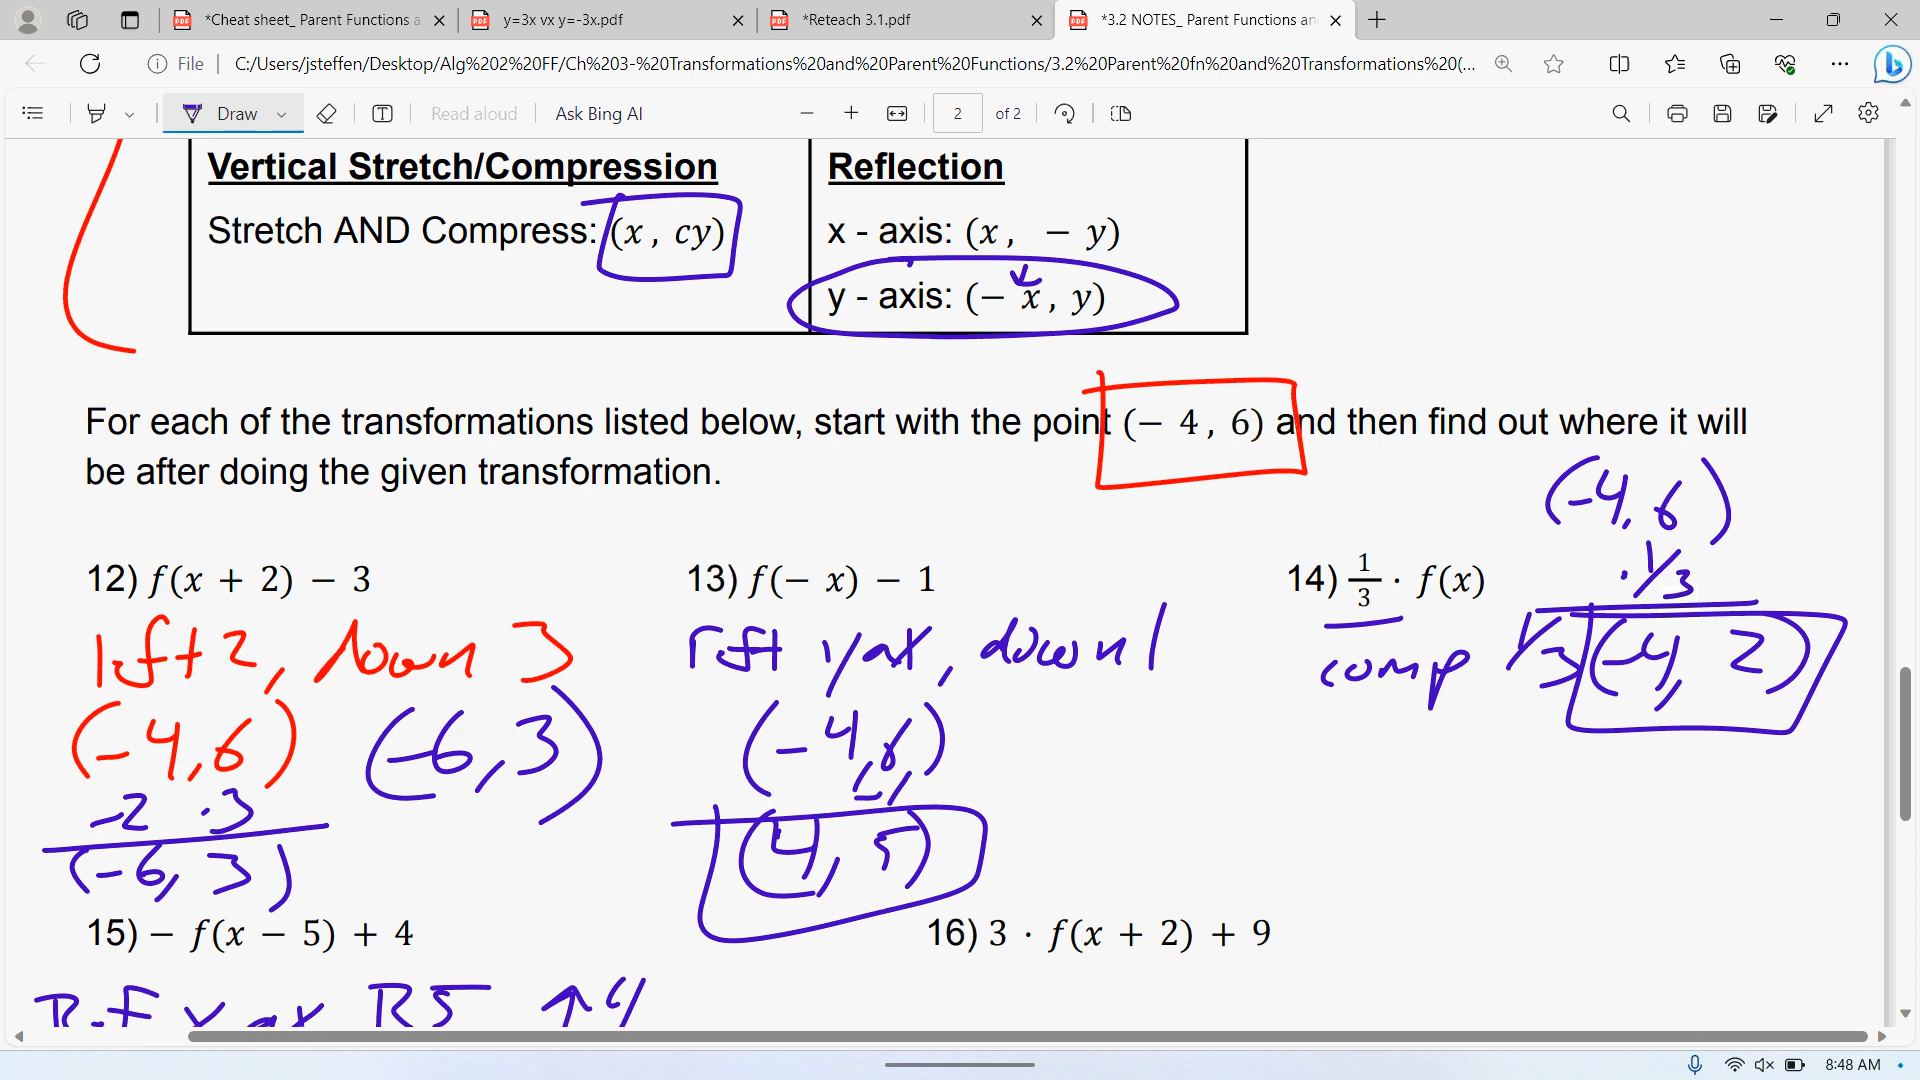 *Cheat sheet_ Parent Functions a
y=3x vx y=-3x.pdf
*Reteach 3.1.pdf
*3.2 NOTES_ Parent Functions an
File C:/Users/jsteffen/Desktop/Alg%202%20FF/Ch%203-%20Transformations%20and%20Parent%20Functions/3.2%20Parent%20fn%20and%20Transformations%20(...
Draw Read aloud Ask Bing AI 2 of 2
Vertical Stretch/Compression
Stretch AND Compress: (x, cy)
Reflection
x - axis: (x, - y)
y - axis: (- x, y)
For each of the transformations listed below, start with the point (- 4, 6) and then find out where it will
be after doing the given transformation.
12) f(x + 2) - 3
left 2, down 3
(-4,6)
-2 -3
(-6, 3)
(-6, 3)
13) f(- x) - 1
reft yax, down 1
(-4,6)
-1
(4, 5)
14) 1/3 · f(x)
comp 1/3
(-4, 6)
· 1/3
(-4, 2)
15) - f(x - 5) + 4
R5 ↑4
16) 3 · f(x + 2) + 9
8:48 AM